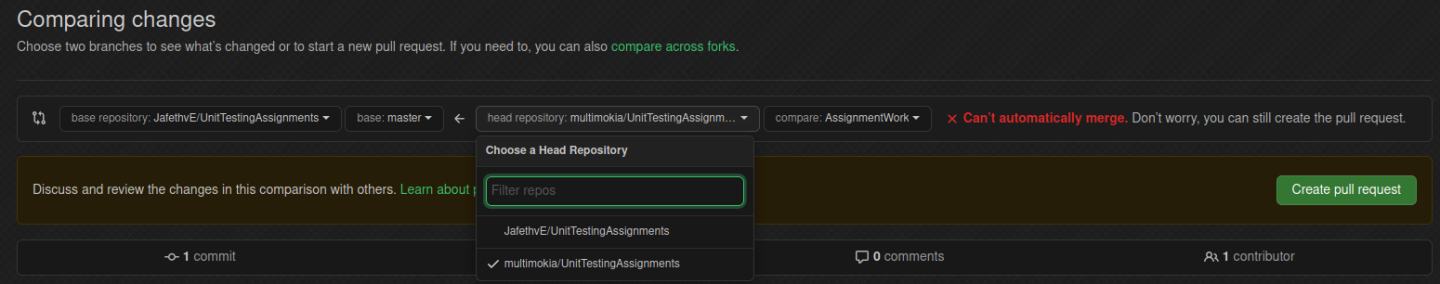 Comparing changes
Choose two branches to see what's changed or to start a new pull request. If you need to, you can also compare across forks.
base repository: JafethvE/UnitTestingAssignments base: master head repository: multimokia/UnitTestingAssignm... compare: AssignmentWork Can't automatically merge. Don't worry, you can still create the pull request.
Choose a Head Repository
Discuss and review the changes in this comparison with others. Learn about Filter repos Create pull request
JafethvE/UnitTestingAssignments
1 commit multimokia/UnitTestingAssignments 0 comments 1 contributor